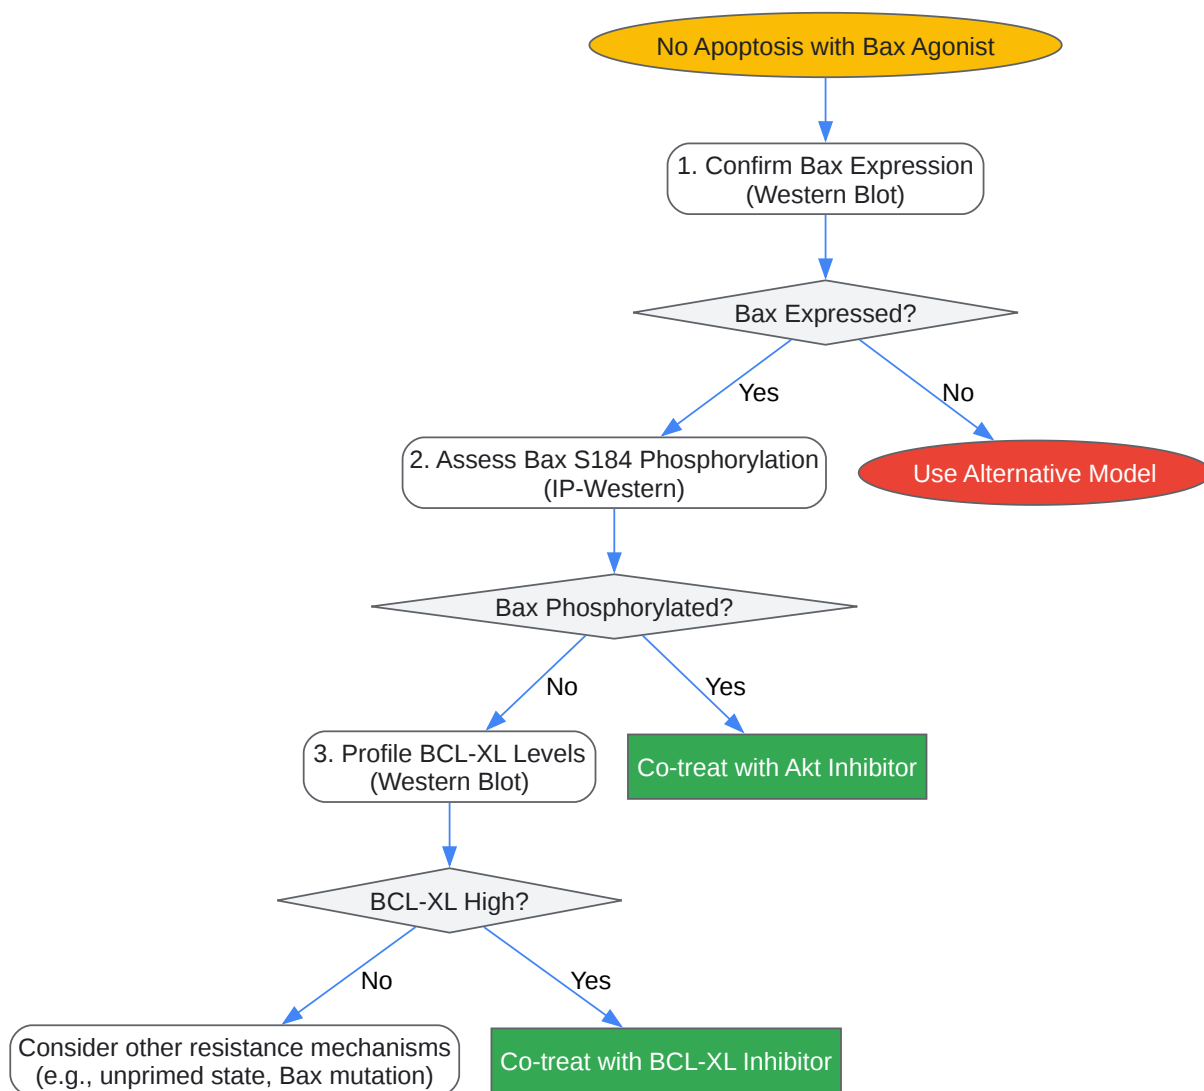 No Apoptosis with Bax Agonist
1. Confirm Bax Expression
(Western Blot)
Bax Expressed?
Yes
No
2. Assess Bax S184 Phosphorylation
(IP-Western)
Use Alternative Model
Bax Phosphorylated?
No
Yes
3. Profile BCL-XL Levels
(Western Blot)
Co-treat with Akt Inhibitor
BCL-XL High?
No
Yes
Consider other resistance mechanisms
(e.g., unprimed state, Bax mutation)
Co-treat with BCL-XL Inhibitor